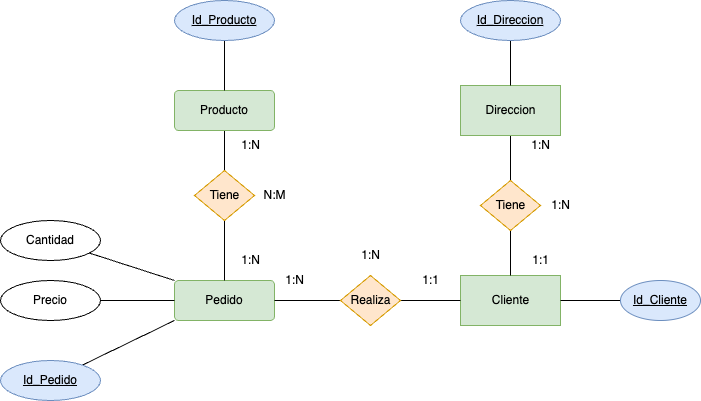 Id_Producto
Id_Direccion
Producto
Direccion
1:N
1:N
Tiene
N:M
Tiene
1:N
Cantidad
1:N
1:N
1:1
1:N
1:1
Precio
Pedido
Realiza
Cliente
Id_Cliente
Id_Pedido